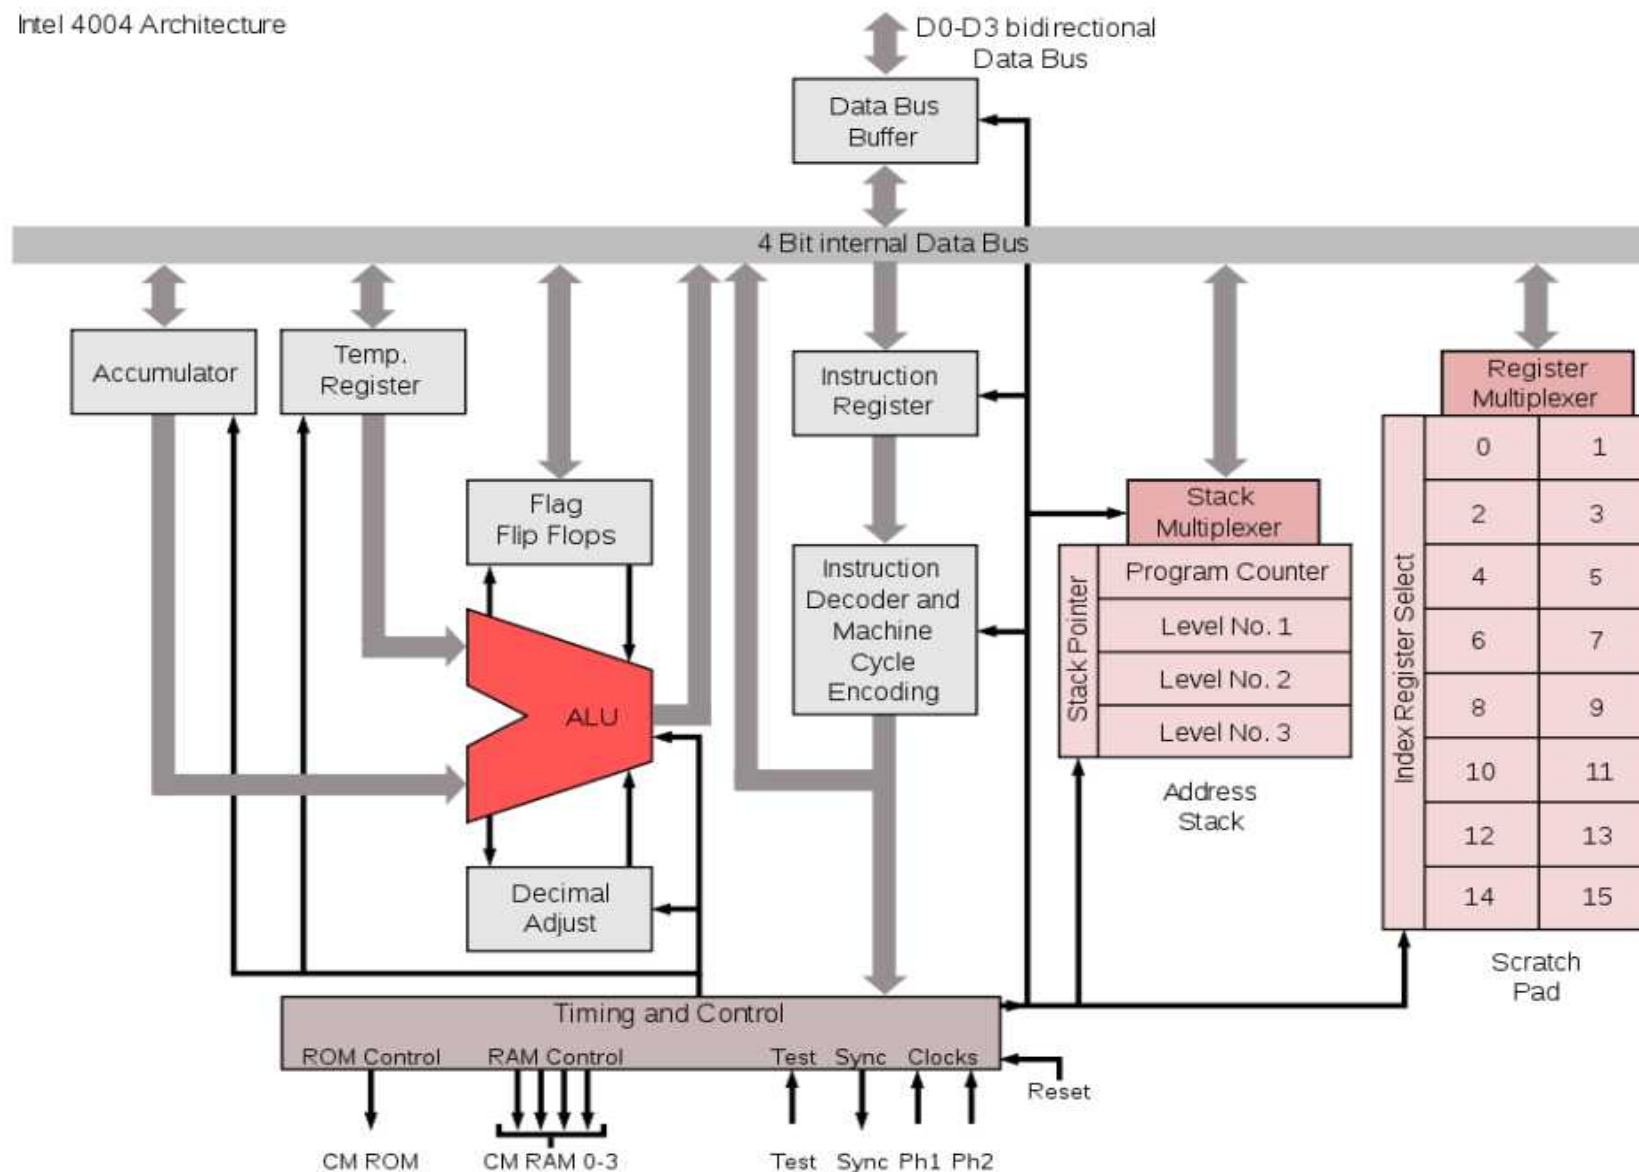 Intel 4004 Architecture
D0-D3 bidirectional
Data Bus
Data Bus
Buffer
4 Bit internal Data Bus
Accumulator
Temp.
Register
Instruction
Register
Register
Multiplexer
Flag
Flip Flops
Stack
Multiplexer
Instruction
Decoder and
Machine
Cycle
Encoding
Stack Pointer
Program Counter
Level No. 1
Level No. 2
Level No. 3
Address
Stack
Index Register Select
0 1
2 3
4 5
6 7
8 9
10 11
12 13
14 15
Scratch
Pad
ALU
Decimal
Adjust
Timing and Control
ROM Control RAM Control Test Sync Clocks
Reset
CM ROM CM RAM 0-3 Test Sync Ph1 Ph2